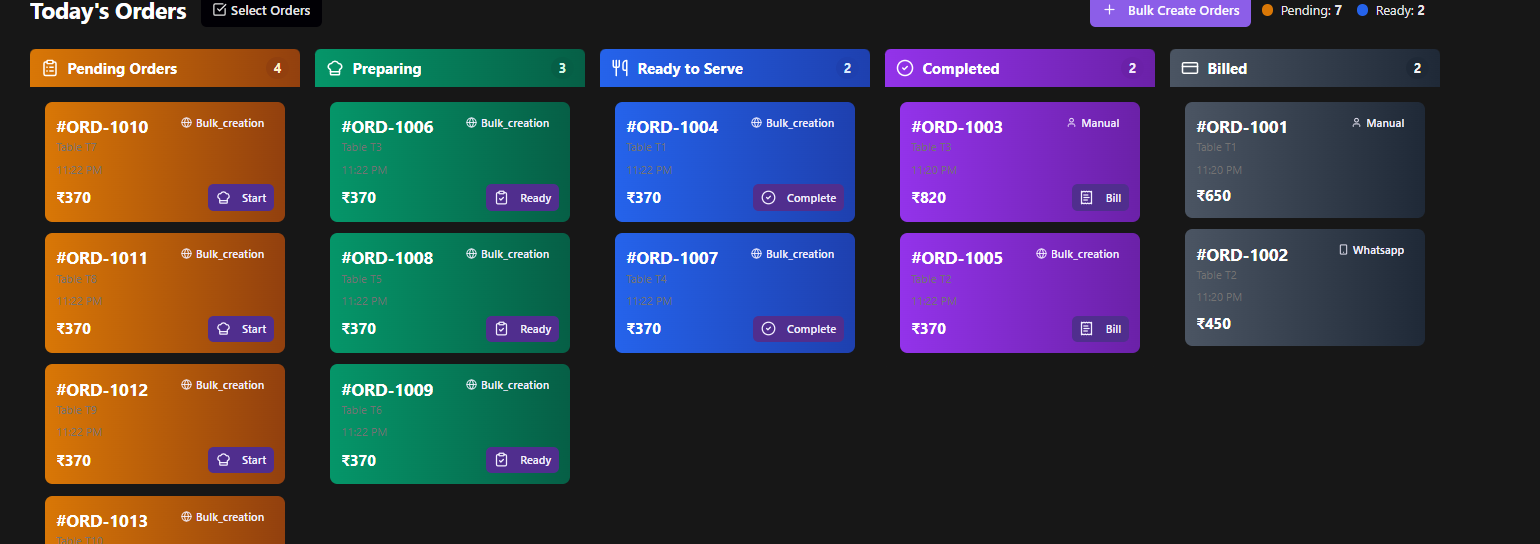 Today's Orders
Select Orders
Bulk Create Orders
Pending: 7
Ready: 2
Pending Orders 4
#ORD-1010 Bulk_creation
Table T7
11:22 PM
₹370 Start
#ORD-1011 Bulk_creation
Table T8
11:22 PM
₹370 Start
#ORD-1012 Bulk_creation
Table T9
11:22 PM
₹370 Start
#ORD-1013 Bulk_creation
Table T10
Preparing 3
#ORD-1006 Bulk_creation
Table T3
11:22 PM
₹370 Ready
#ORD-1008 Bulk_creation
Table T5
11:22 PM
₹370 Ready
#ORD-1009 Bulk_creation
Table T6
11:22 PM
₹370 Ready
Ready to Serve 2
#ORD-1004 Bulk_creation
Table T1
11:22 PM
₹370 Complete
#ORD-1007 Bulk_creation
Table T4
11:22 PM
₹370 Complete
Completed 2
#ORD-1003 Manual
Table T3
11:20 PM
₹820 Bill
#ORD-1005 Bulk_creation
Table T2
11:22 PM
₹370 Bill
Billed 2
#ORD-1001 Manual
Table T1
11:20 PM
₹650
#ORD-1002 Whatsapp
Table T2
11:20 PM
₹450